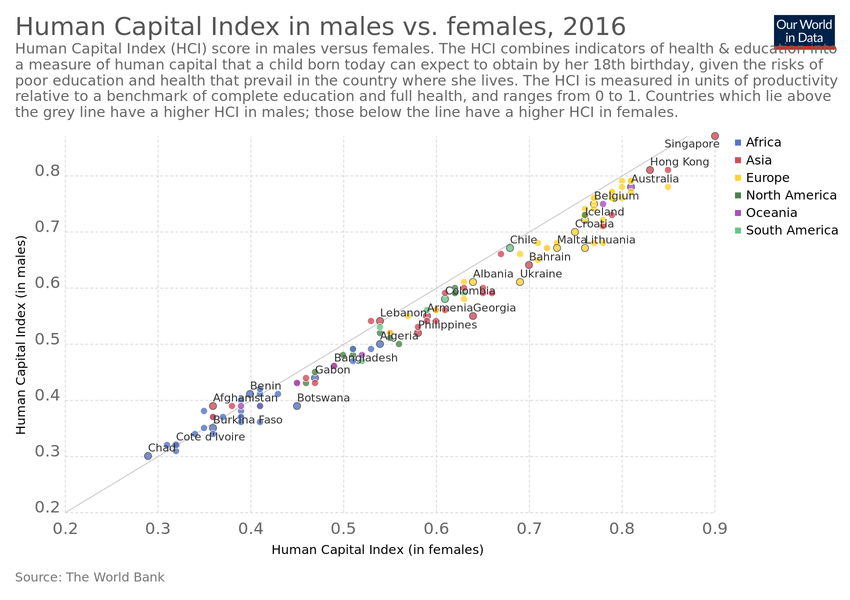 Human Capital Index in males vs. females, 2016
Our World
in Data
Human Capital Index (HCI) score in males versus females. The HCI combines indicators of health & education into
a measure of human capital that a child born today can expect to obtain by her 18th birthday, given the risks of
poor education and health that prevail in the country where she lives. The HCI is measured in units of productivity
relative to a benchmark of complete education and full health, and ranges from 0 to 1. Countries which lie above
the grey line have a higher HCI in males; those below the line have a higher HCI in females.
Africa
Asia
Europe
North America
Oceania
South America
Human Capital Index (in males)
0.8
0.7
0.6
0.5
0.4
0.3
0.2
Singapore
Hong Kong
Australia
Belgium
Iceland
Croatia
Chile
Malta
Lithuania
Bahrain
Albania
Ukraine
Colombia
Lebanon
Armenia
Georgia
Philippines
Algeria
Bangladesh
Gabon
Benin
Afghanistan
Botswana
Burkina Faso
Cote d'Ivoire
Chad
0.2 0.3 0.4 0.5 0.6 0.7 0.8 0.9
Human Capital Index (in females)
Source: The World Bank